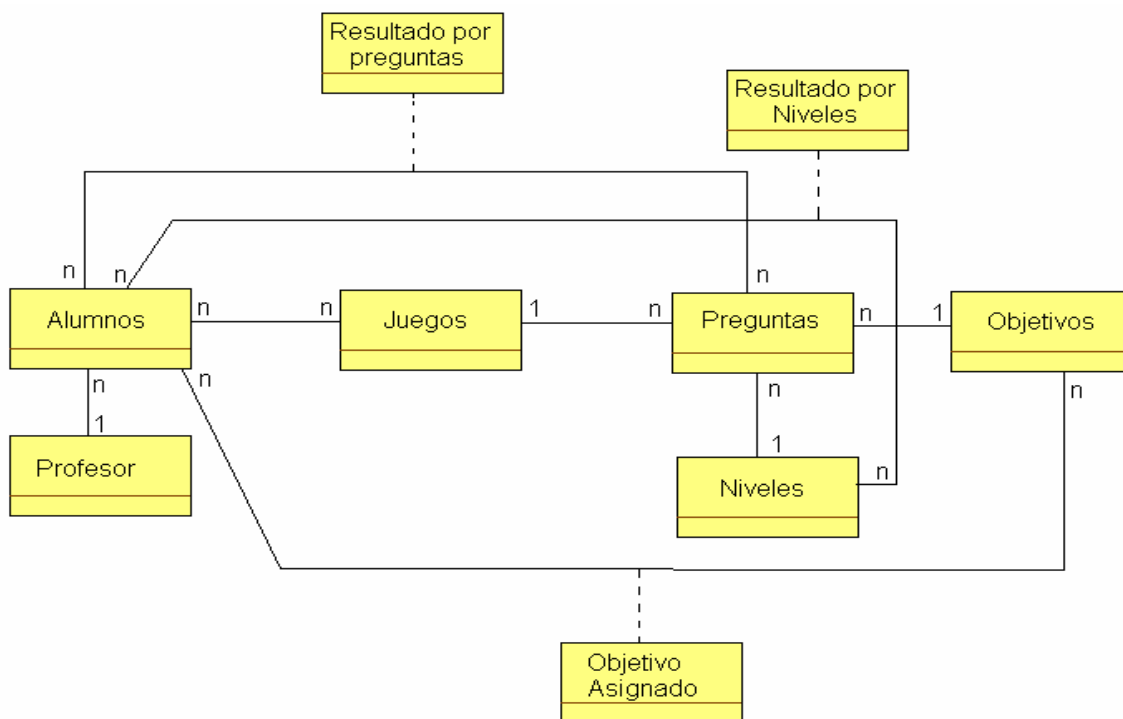 Resultado por
preguntas
Resultado por
Niveles
n
n
n
Alumnos
n
n
Juegos
1
n
Preguntas
n
1
Objetivos
n
n
n
n
1
1
Profesor
Niveles
n
Objetivo
Asignado